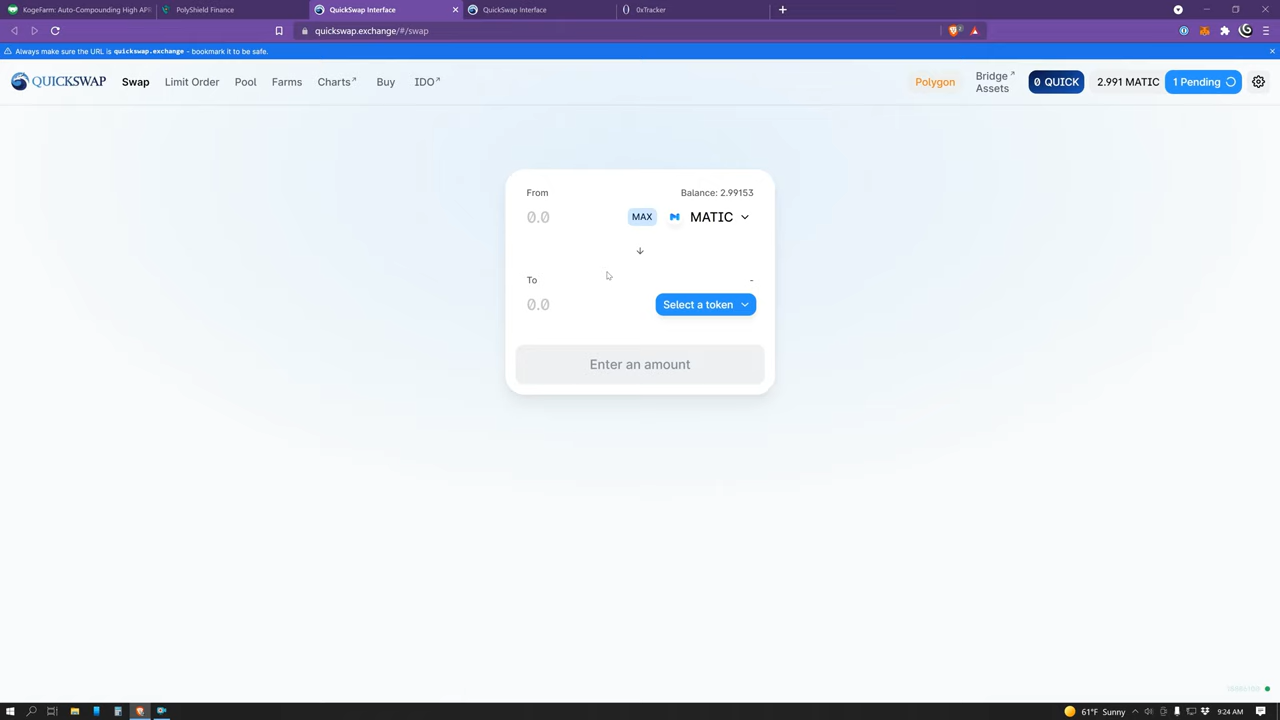 KogeFarm: Auto-Compounding High APR
PolyShield Finance
QuickSwap Interface
QuickSwap Interface
0xTracker
quickswap.exchange/#/swap
Always make sure the URL is quickswap.exchange - bookmark it to be safe.
QUICKSWAP
Swap
Limit Order
Pool
Farms
Charts↗
Buy
IDO↗
Polygon
Bridge↗
Assets
0 QUICK
2.991 MATIC
1 Pending
From
Balance: 2.99153
0.0
MAX
MATIC
To
-
0.0
Select a token
Enter an amount
61°F Sunny
9:24 AM